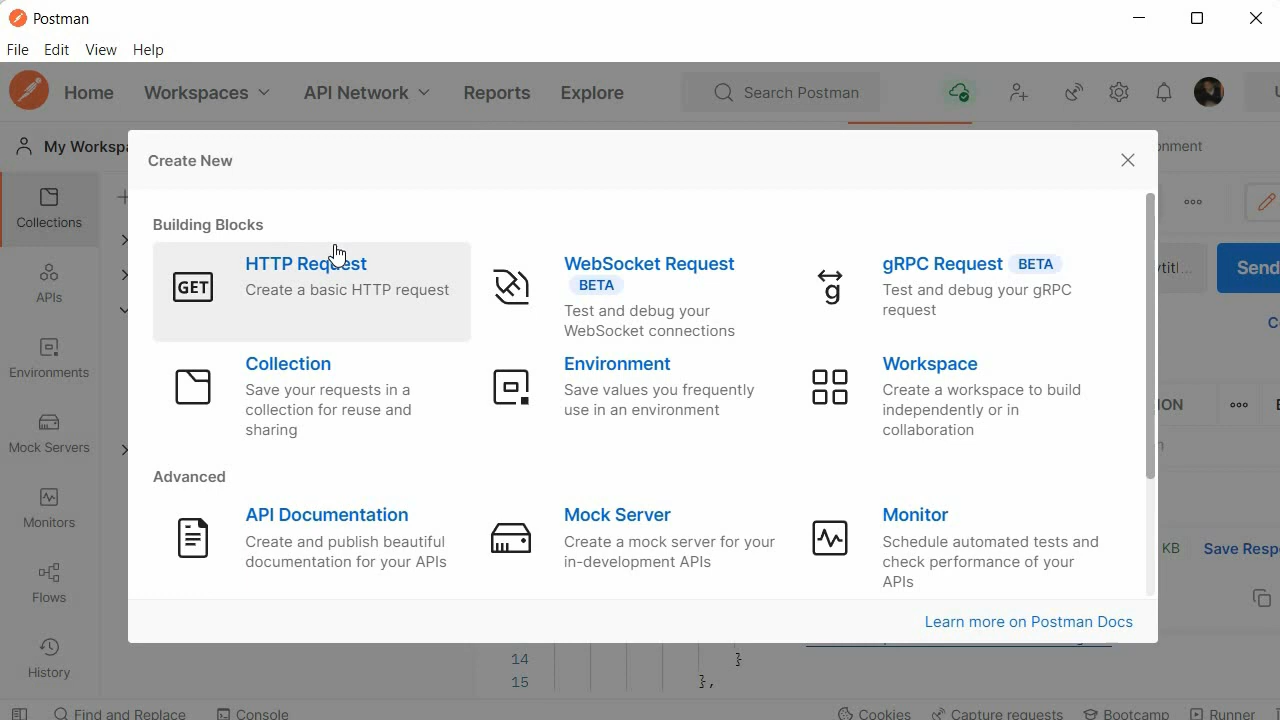 Postman
File Edit View Help
Home Workspaces API Network Reports Explore Search Postman
Create New
Collections
APIs
Environments
Mock Servers
Monitors
Flows
History
Building Blocks
GET
HTTP Request
Create a basic HTTP request
WebSocket Request
BETA
Test and debug your
WebSocket connections
g
gRPC Request BETA
Test and debug your gRPC
request
Collection
Save your requests in a
collection for reuse and
sharing
Environment
Save values you frequently
use in an environment
Workspace
Create a workspace to build
independently or in
collaboration
Advanced
API Documentation
Create and publish beautiful
documentation for your APIs
Mock Server
Create a mock server for your
in-development APIs
Monitor
Schedule automated tests and
check performance of your
APIs
Learn more on Postman Docs
Send
KB Save
14 }
15 },
Find and Replace Console Cookies Capture requests Bootcamp Runner